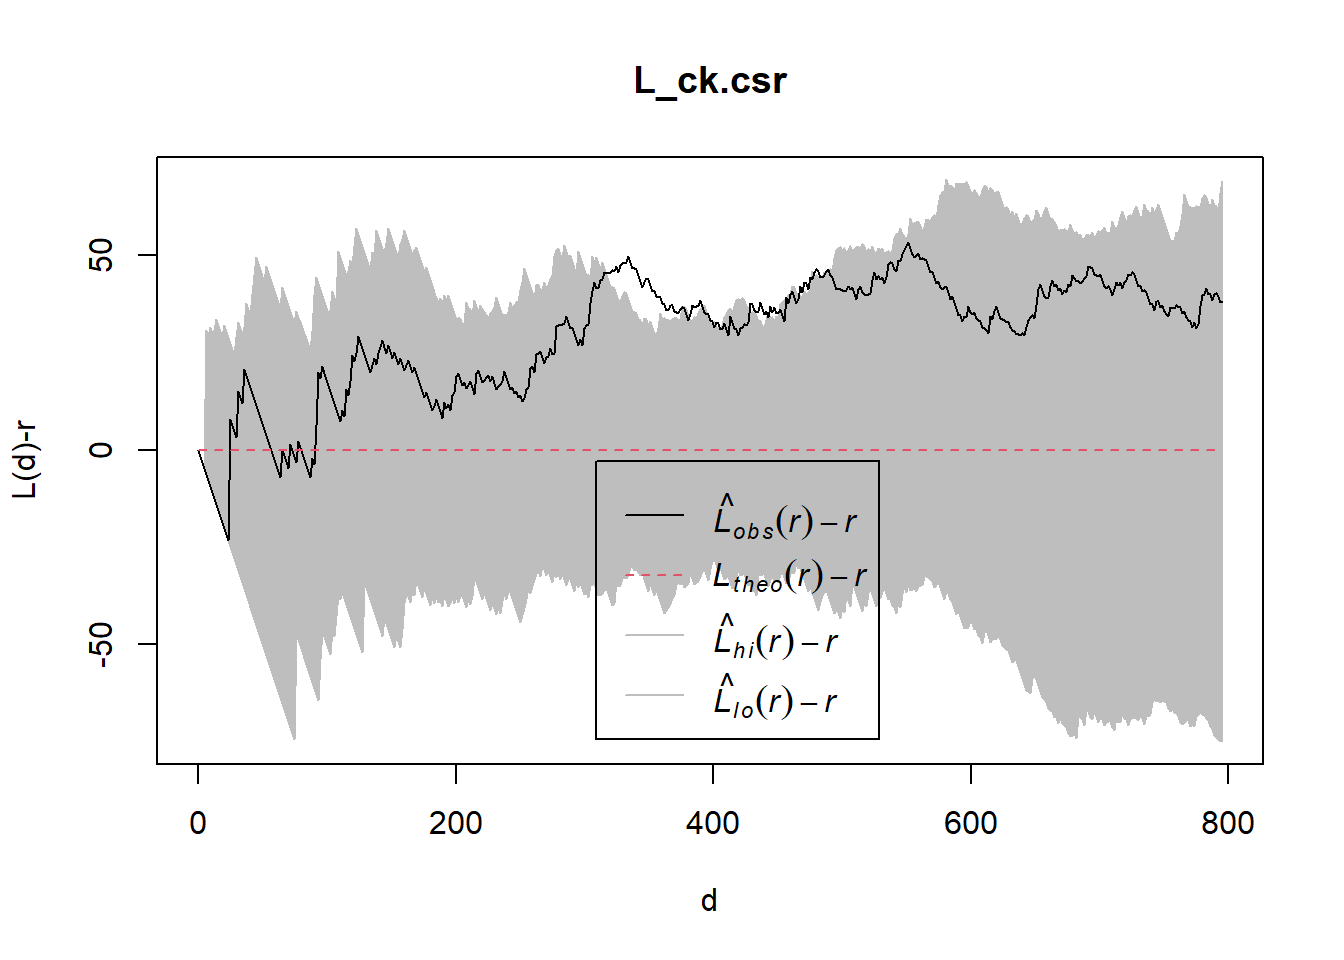 L_ck.csr
L(d)-r
50
0
-50
L̂obs(r) − r
Ltheo(r) − r
L̂hi(r) − r
L̂lo(r) − r
0 200 400 600 800
d